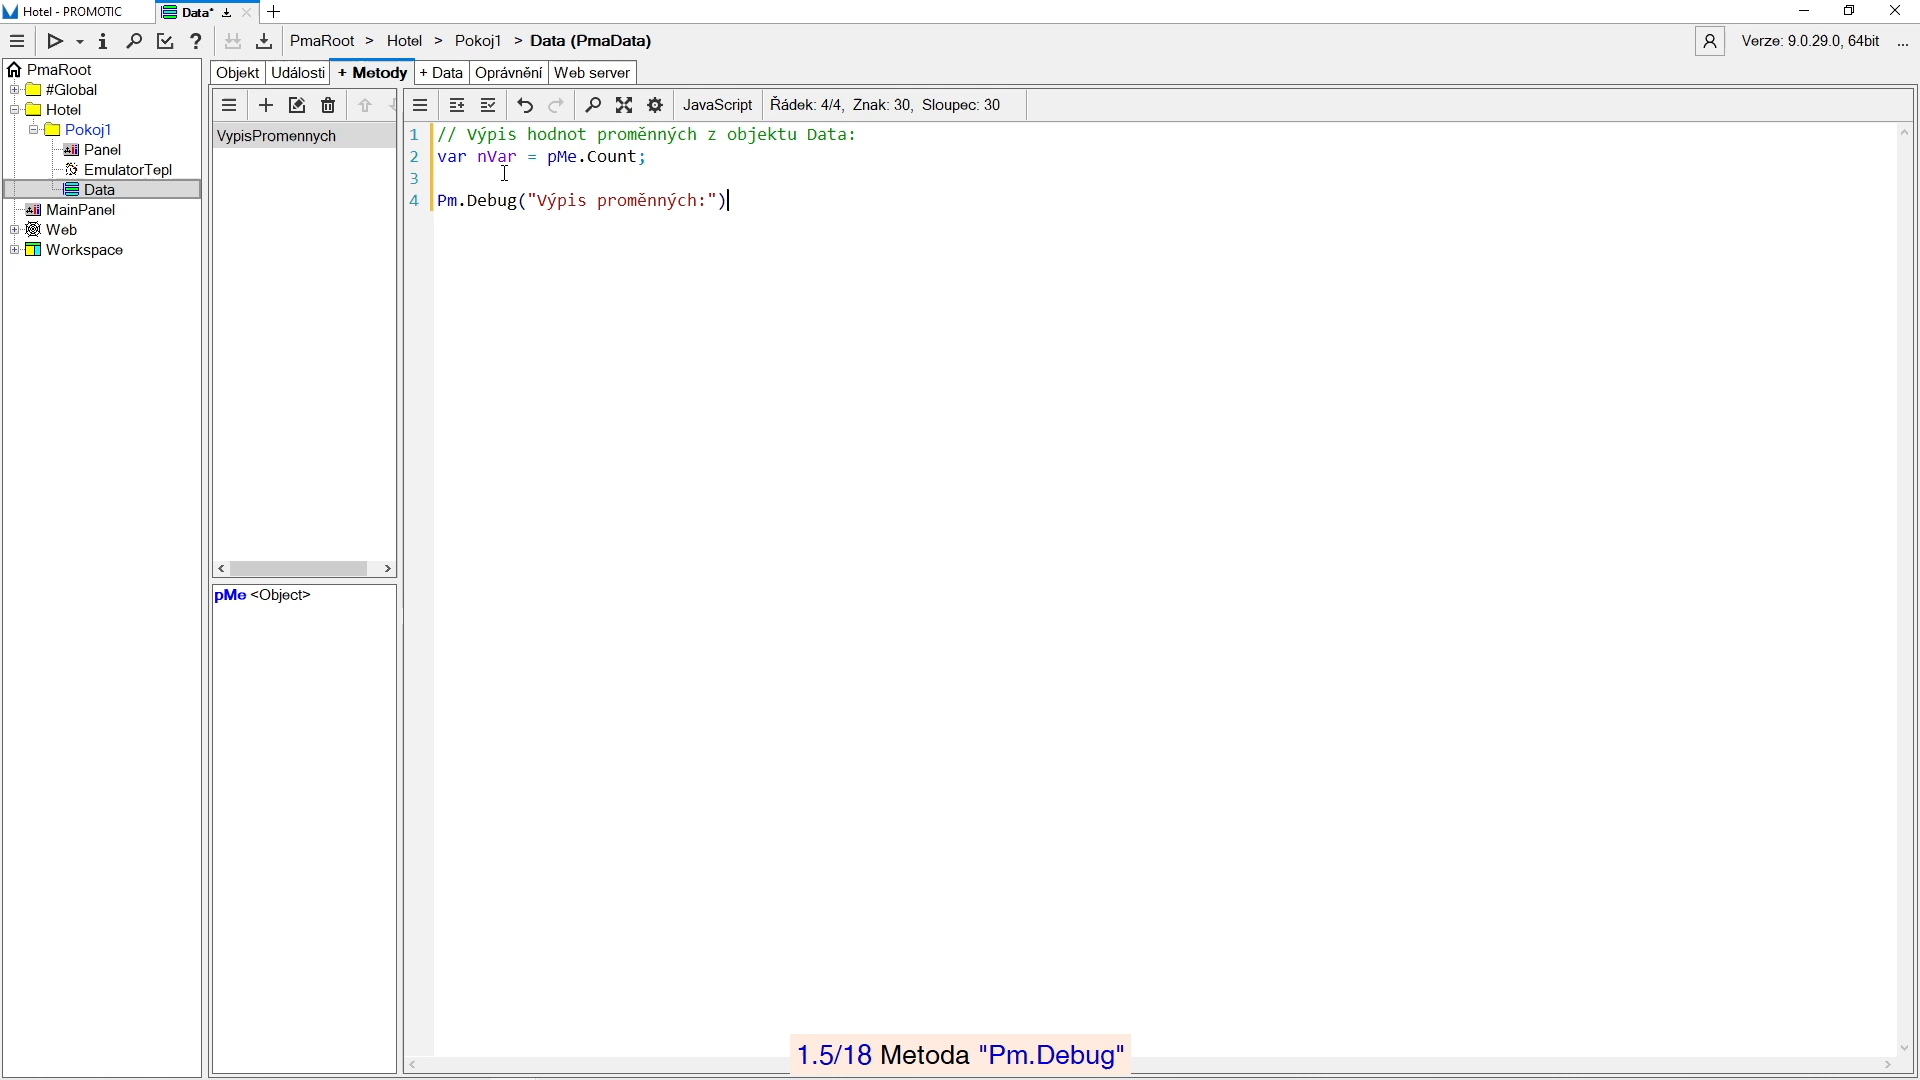 Hotel - PROMOTIC
Data*
PmaRoot > Hotel > Pokoj1 > Data (PmaData)
Verze: 9.0.29.0, 64bit ...
PmaRoot
#Global
Hotel
Pokoj1
Panel
EmulatorTepl
Data
MainPanel
Web
Workspace
Objekt Události + Metody + Data Oprávnění Web server
JavaScript Řádek: 4/4, Znak: 30, Sloupec: 30
VypisPromennych
pMe <Object>
1 // Výpis hodnot proměnných z objektu Data:
2 var nVar = pMe.Count;
3
4 Pm.Debug("Výpis proměnných:")
1.5/18 Metoda "Pm.Debug"